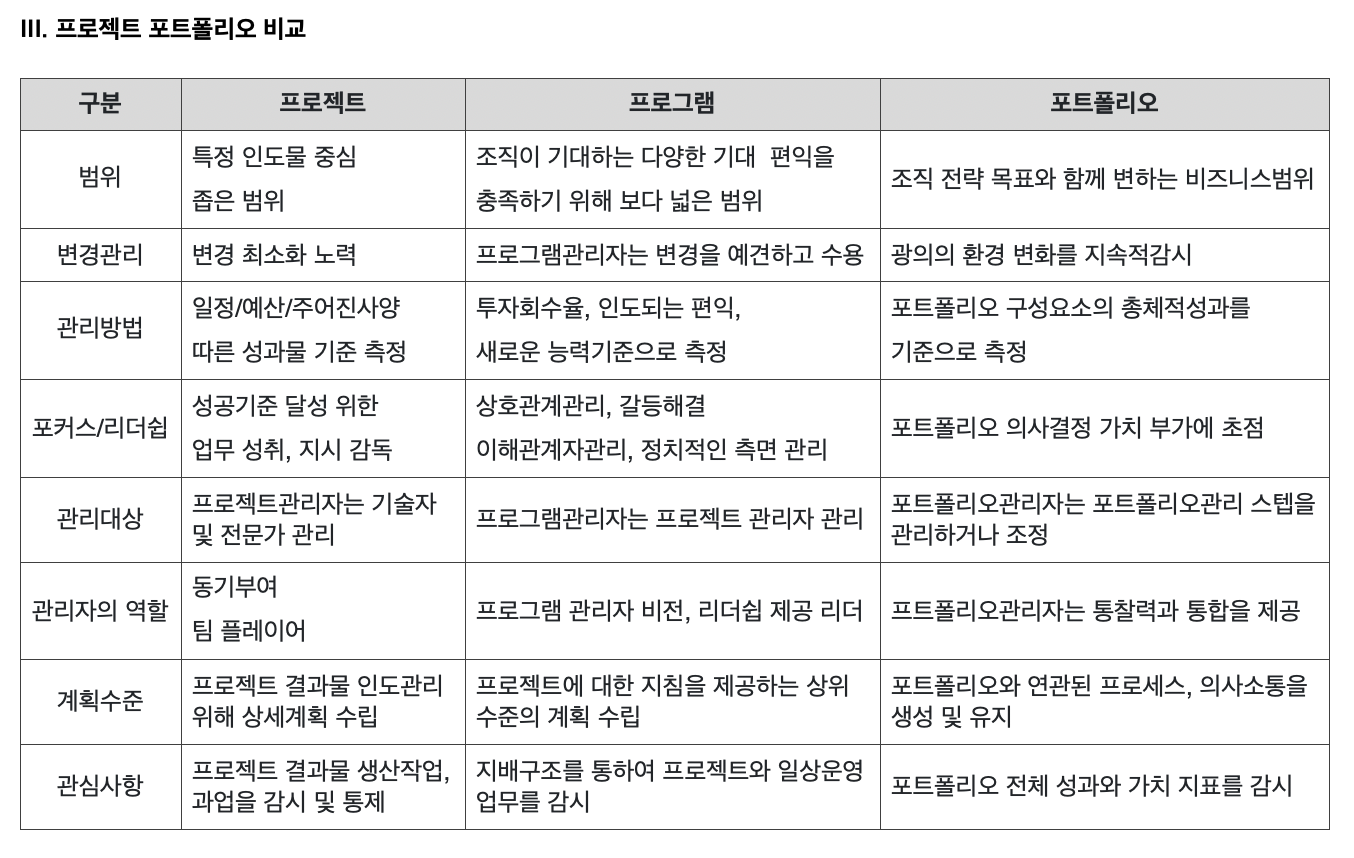 III. 프로젝트 포트폴리오 비교
구분 프로젝트 프로그램 포트폴리오
범위
특정 인도물 중심
좁은 범위
조직이 기대하는 다양한 기대 편익을
충족하기 위해 보다 넓은 범위
조직 전략 목표와 함께 변하는 비즈니스범위
변경관리
변경 최소화 노력
프로그램관리자는 변경을 예견하고 수용
광의의 환경 변화를 지속적감시
관리방법
일정/예산/주어진사양
따른 성과물 기준 측정
투자회수율, 인도되는 편익,
새로운 능력기준으로 측정
포트폴리오 구성요소의 총체적성과를
기준으로 측정
포커스/리더쉽
성공기준 달성 위한
업무 성취, 지시 감독
상호관계관리, 갈등해결
이해관계자관리, 정치적인 측면 관리
포트폴리오 의사결정 가치 부가에 초점
관리대상
프로젝트관리자는 기술자
및 전문가 관리
프로그램관리자는 프로젝트 관리자 관리
포트폴리오관리자는 포트폴리오관리 스텝을
관리하거나 조정
관리자의 역할
동기부여
팀 플레이어
프로그램 관리자 비전, 리더쉽 제공 리더
프트폴리오관리자는 통찰력과 통합을 제공
계획수준
프로젝트 결과물 인도관리
위해 상세계획 수립
프로젝트에 대한 지침을 제공하는 상위
수준의 계획 수립
포트폴리오와 연관된 프로세스, 의사소통을
생성 및 유지
관심사항
프로젝트 결과물 생산작업,
과업을 감시 및 통제
지배구조를 통하여 프로젝트와 일상운영
업무를 감시
포트폴리오 전체 성과와 가치 지표를 감시